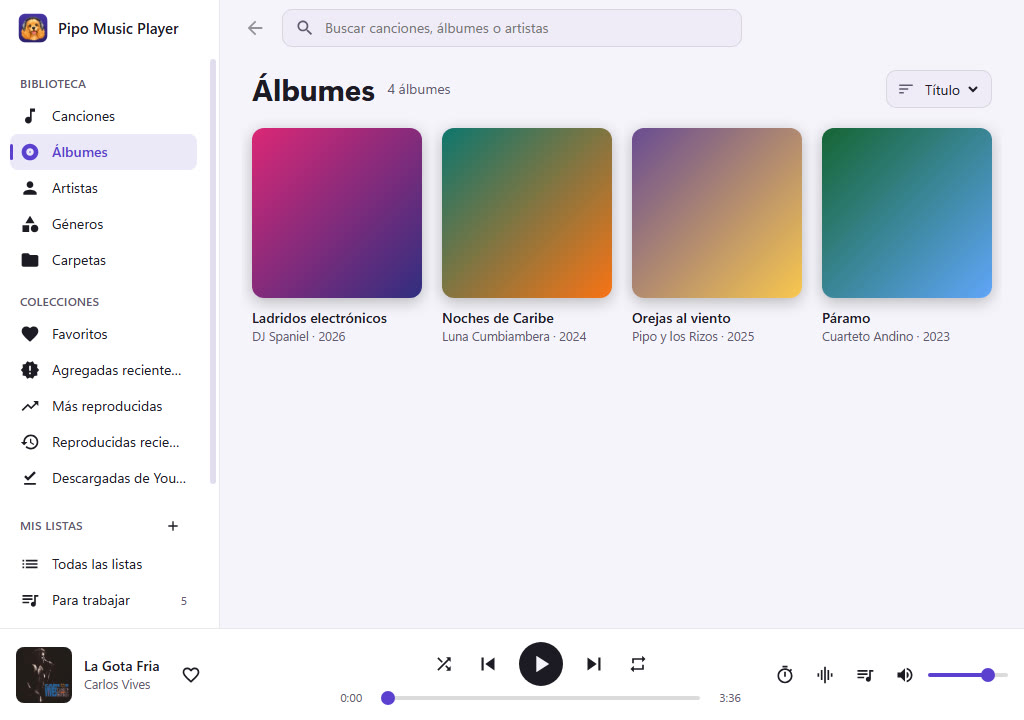 Pipo Music Player
Buscar canciones, álbumes o artistas
BIBLIOTECA
Canciones
Álbumes
Artistas
Géneros
Carpetas
COLECCIONES
Favoritos
Agregadas reciente...
Más reproducidas
Reproducidas recie...
Descargadas de You...
MIS LISTAS
Todas las listas
Para trabajar 5
Álbumes 4 álbumes
Título
Ladridos electrónicos
DJ Spaniel · 2026
Noches de Caribe
Luna Cumbiambera · 2024
Orejas al viento
Pipo y los Rizos · 2025
Páramo
Cuarteto Andino · 2023
La Gota Fria
Carlos Vives
0:00
3:36